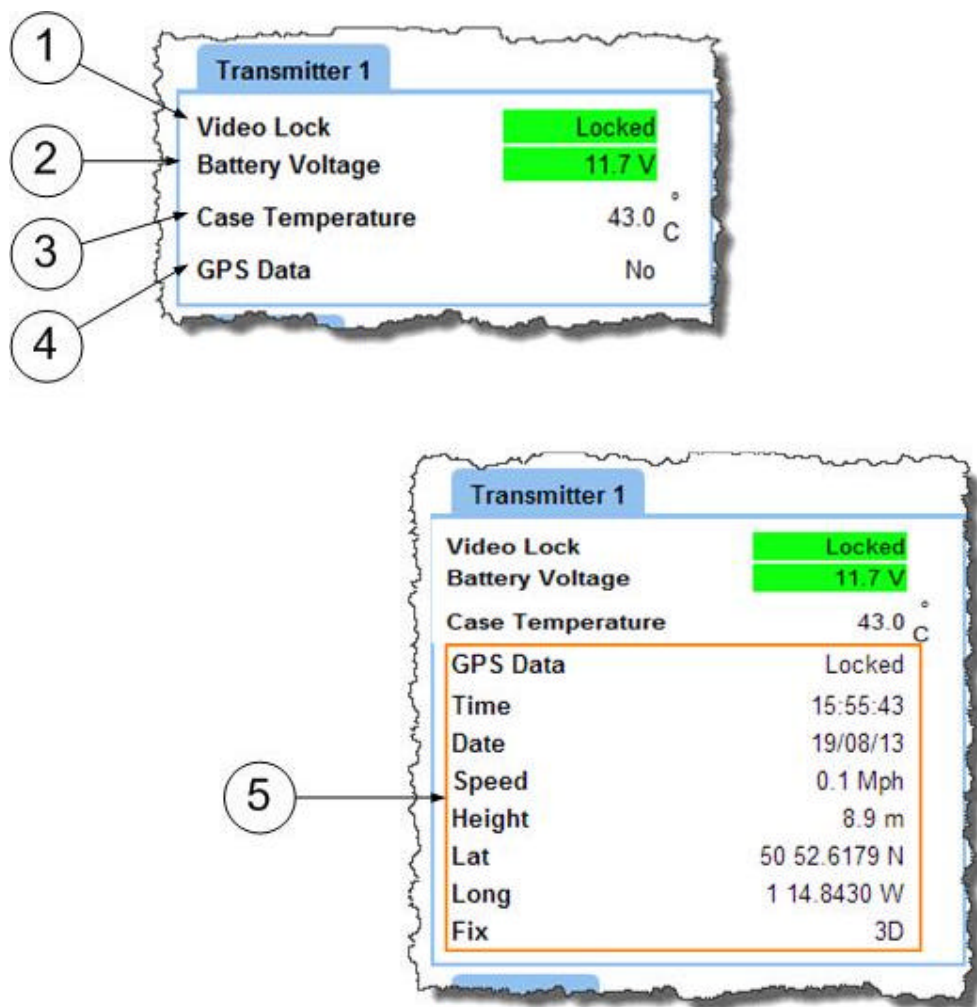 1
Transmitter 1
Video Lock Locked
2
Battery Voltage 11.7 V
Case Temperature 43.0 °C
3
GPS Data No
4
Transmitter 1
Video Lock Locked
Battery Voltage 11.7 V
Case Temperature 43.0 °C
GPS Data Locked
Time 15:55:43
Date 19/08/13
Speed 0.1 Mph
5
Height 8.9 m
Lat 50 52.6179 N
Long 1 14.8430 W
Fix 3D